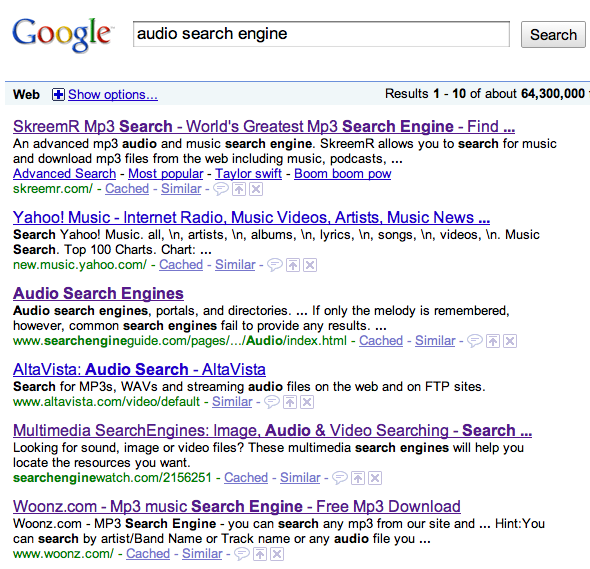 Google™ audio search engine Search
Web Show options... Results 1 - 10 of about 64,300,000
SkreemR Mp3 Search - World's Greatest Mp3 Search Engine - Find ...
An advanced mp3 audio and music search engine. SkreemR allows you to search for music
and download mp3 files from the web including music, podcasts, ...
Advanced Search - Most popular - Taylor swift - Boom boom pow
skreemr.com/ - Cached - Similar -
Yahoo! Music - Internet Radio, Music Videos, Artists, Music News ...
Search Yahoo! Music. all, \n, artists, \n, albums, \n, lyrics, \n, songs, \n, videos, \n. Music
Search. Top 100 Charts. Chart: ...
new.music.yahoo.com/ - Cached - Similar -
Audio Search Engines
Audio search engines, portals, and directories. ... If only the melody is remembered,
however, common search engines fail to provide any results. ...
www.searchengineguide.com/pages/.../Audio/index.html - Cached - Similar -
AltaVista: Audio Search - AltaVista
Search for MP3s, WAVs and streaming audio files on the web and on FTP sites.
www.altavista.com/video/default - Similar -
Multimedia SearchEngines: Image, Audio & Video Searching - Search ...
Looking for sound, image or video files? These multimedia search engines will help you
locate the resources you want.
searchenginewatch.com/2156251 - Cached - Similar -
Woonz.com - Mp3 music Search Engine - Free Mp3 Download
Woonz.com - MP3 Search Engine - you can search any mp3 from our site and ... Hint:You
can search by artist/Band Name or Track name or any audio file you ...
www.woonz.com/ - Cached - Similar -